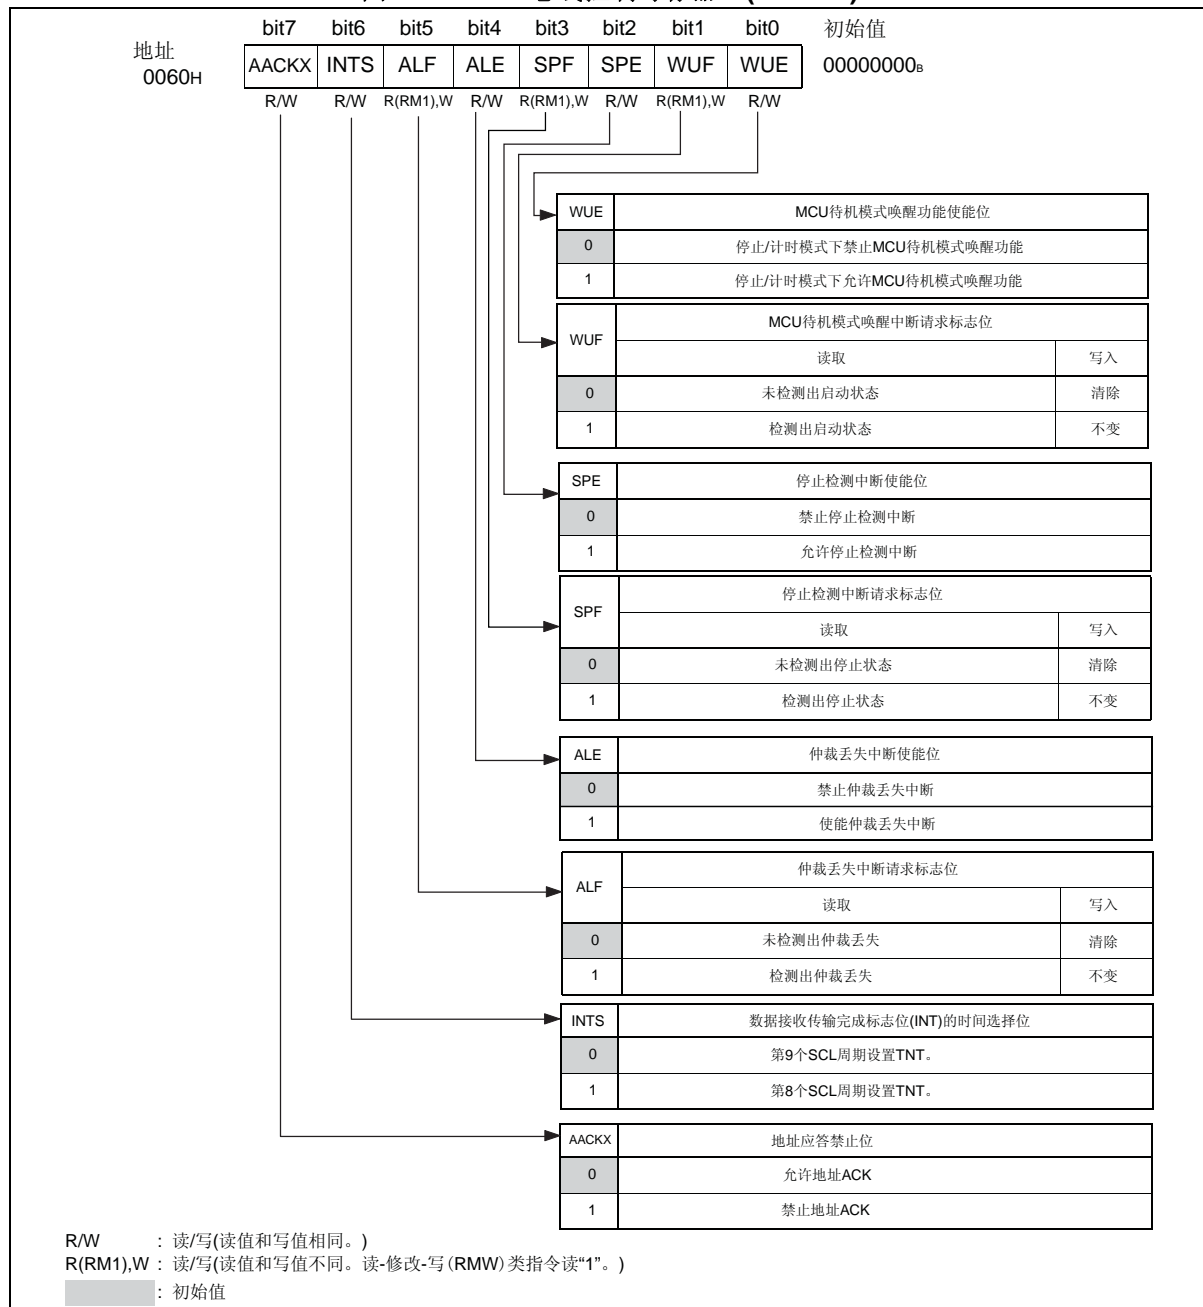 bit7 bit6 bit5 bit4 bit3 bit2 bit1 bit0 初始值
地址
0060H AACKX INTS ALF ALE SPF SPE WUF WUE 00000000B
R/W R/W R(RM1),W R/W R(RM1),W R/W R(RM1),W R/W
WUE MCU待机模式唤醒功能使能位
0 停止/计时模式下禁止MCU待机模式唤醒功能
1 停止/计时模式下允许MCU待机模式唤醒功能
WUF MCU待机模式唤醒中断请求标志位
读取 写入
0 未检测出启动状态 清除
1 检测出启动状态 不变
SPE 停止检测中断使能位
0 禁止停止检测中断
1 允许停止检测中断
SPF 停止检测中断请求标志位
读取 写入
0 未检测出停止状态 清除
1 检测出停止状态 不变
ALE 仲裁丢失中断使能位
0 禁止仲裁丢失中断
1 使能仲裁丢失中断
ALF 仲裁丢失中断请求标志位
读取 写入
0 未检测出仲裁丢失 清除
1 检测出仲裁丢失 不变
INTS 数据接收传输完成标志位(INT)的时间选择位
0 第9个SCL周期设置TNT。
1 第8个SCL周期设置TNT。
AACKX 地址应答禁止位
0 允许地址ACK
1 禁止地址ACK
R/W : 读/写(读值和写值相同。)
R(RM1),W : 读/写(读值和写值不同。读-修改-写(RMW)类指令读“1”。)
: 初始值